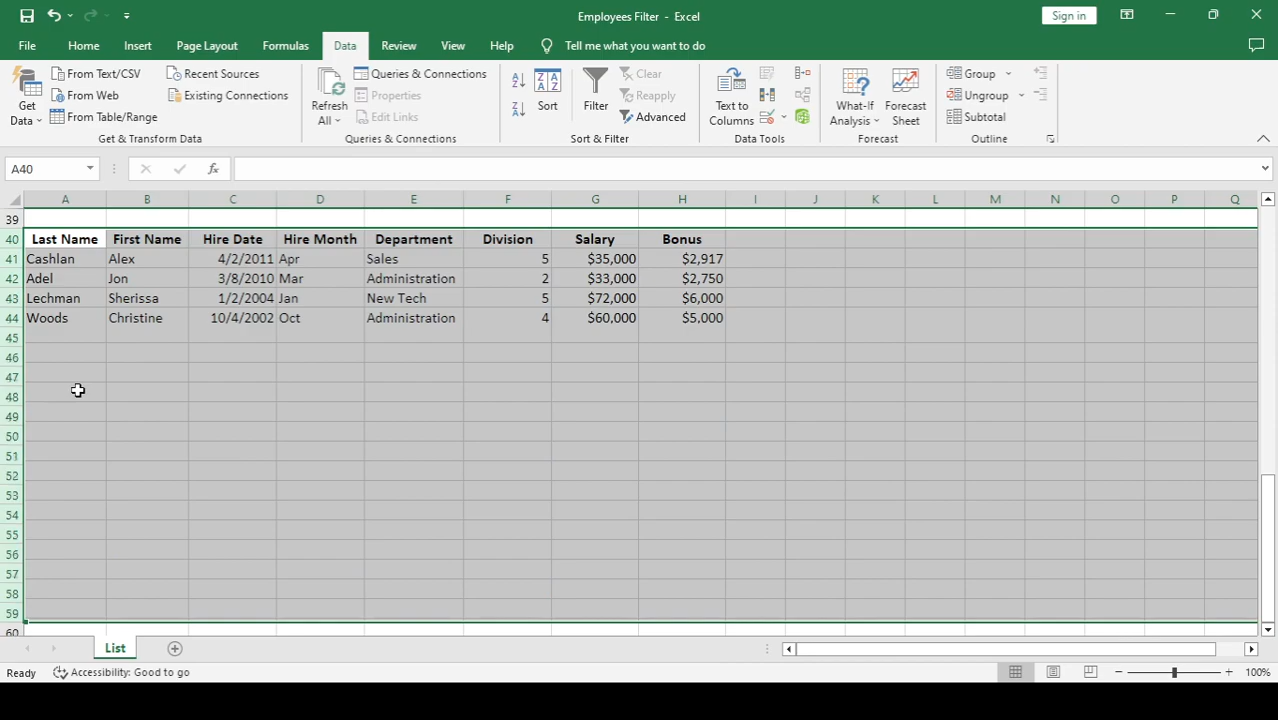 Employees Filter - Excel
Sign in
File Home Insert Page Layout Formulas Data Review View Help Tell me what you want to do
Get Data
From Text/CSV
From Web
From Table/Range
Recent Sources
Existing Connections
Get & Transform Data
Refresh All
Queries & Connections
Properties
Edit Links
Queries & Connections
Sort
Filter
Clear
Reapply
Advanced
Sort & Filter
Text to Columns
Data Tools
What-If Analysis
Forecast Sheet
Forecast
Group
Ungroup
Subtotal
Outline
A40 fx
A B C D E F G H I J K L M N O P Q
39
40 Last Name First Name Hire Date Hire Month Department Division Salary Bonus
41 Cashlan Alex 4/2/2011 Apr Sales 5 $35,000 $2,917
42 Adel Jon 3/8/2010 Mar Administration 2 $33,000 $2,750
43 Lechman Sherissa 1/2/2004 Jan New Tech 5 $72,000 $6,000
44 Woods Christine 10/4/2002 Oct Administration 4 $60,000 $5,000
45
46
47
48
49
50
51
52
53
54
55
56
57
58
59
60
List
Ready Accessibility: Good to go 100%